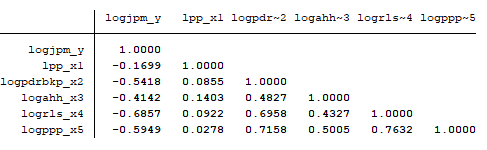 logjpm_y lpp_x1 logpdr~2 logahh~3 logrls~4 logppp~5
logjpm_y 1.0000
lpp_x1 -0.1699 1.0000
logpdrbkp_x2 -0.5418 0.0855 1.0000
logahh_x3 -0.4142 0.1403 0.4827 1.0000
logrls_x4 -0.6857 0.0922 0.6958 0.4327 1.0000
logppp_x5 -0.5949 0.0278 0.7158 0.5005 0.7632 1.0000